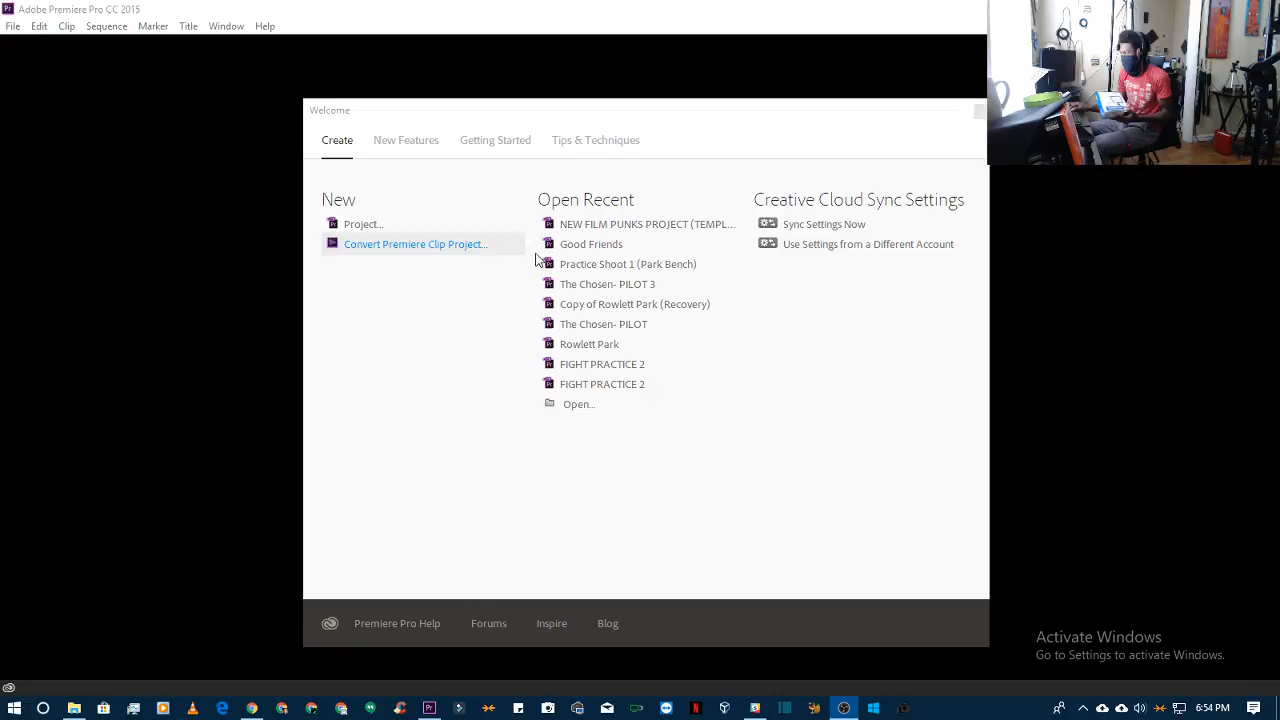 Adobe Premiere Pro CC 2015
File Edit Clip Sequence Marker Title Window Help
Welcome
Create New Features Getting Started Tips & Techniques
New
Project...
Convert Premiere Clip Project...
Open Recent
NEW FILM PUNKS PROJECT (TEMPL...
Good Friends
Practice Shoot 1 (Park Bench)
The Chosen- PILOT 3
Copy of Rowlett Park (Recovery)
The Chosen- PILOT
Rowlett Park
FIGHT PRACTICE 2
FIGHT PRACTICE 2
Open...
Creative Cloud Sync Settings
Sync Settings Now
Use Settings from a Different Account
Premiere Pro Help Forums Inspire Blog
Activate Windows
Go to Settings to activate Windows.
6:54 PM